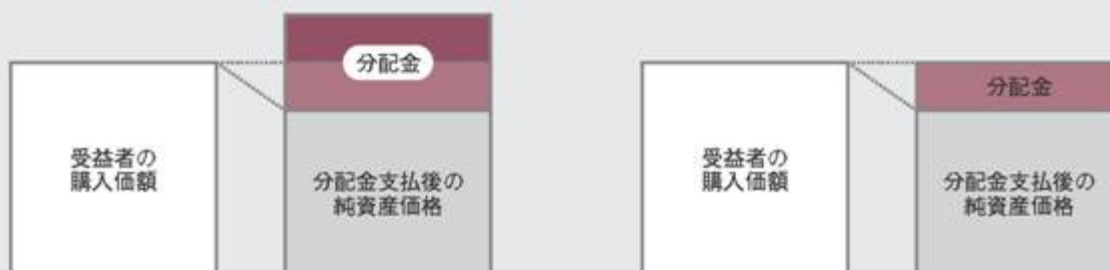 分配金
受益者の
購入価額
分配金支払後の
純資産価格
分配金
受益者の
購入価額
分配金支払後の
純資産価格